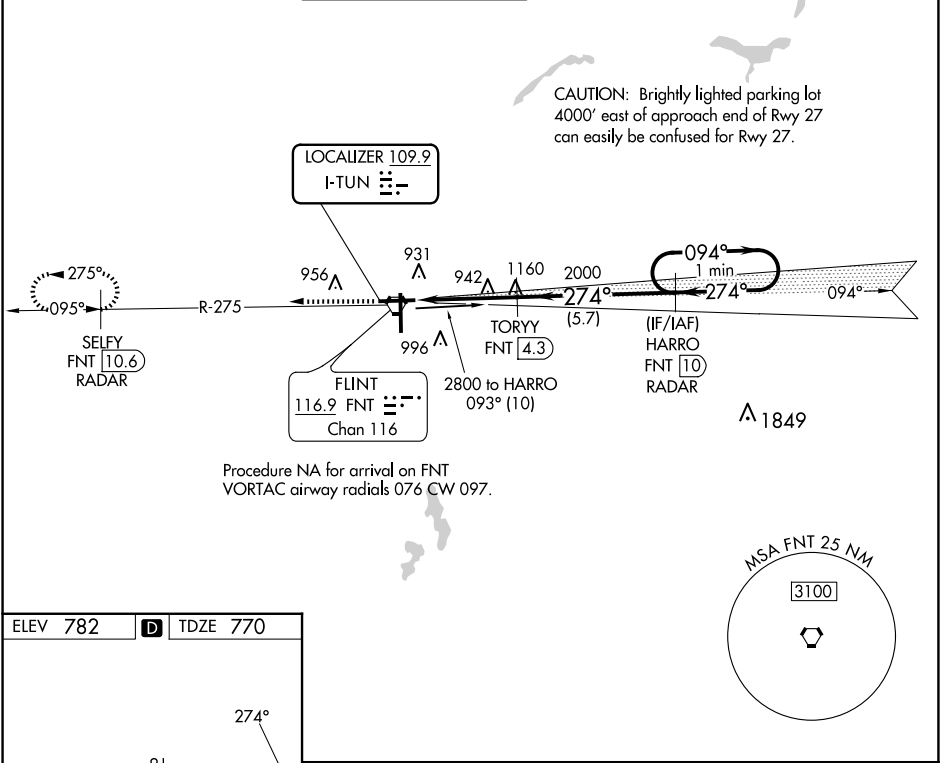 CAUTION: Brightly lighted parking lot
4000' east of approach end of Rwy 27
can easily be confused for Rwy 27.
LOCALIZER 109.9
I-TUN
931
956
942
1160
2000
094°
1 min
274°
274°
(5.7)
094°
275°
095°
R-275
SELFY
FNT 10.6
RADAR
996
TORYY
FNT 4.3
(IF/IAF)
HARRO
FNT 10
RADAR
FLINT
116.9 FNT
Chan 116
2800 to HARRO
093° (10)
1849
Procedure NA for arrival on FNT
VORTAC airway radials 076 CW 097.
MSA FNT 25 NM
3100
ELEV 782 D TDZE 770
274°